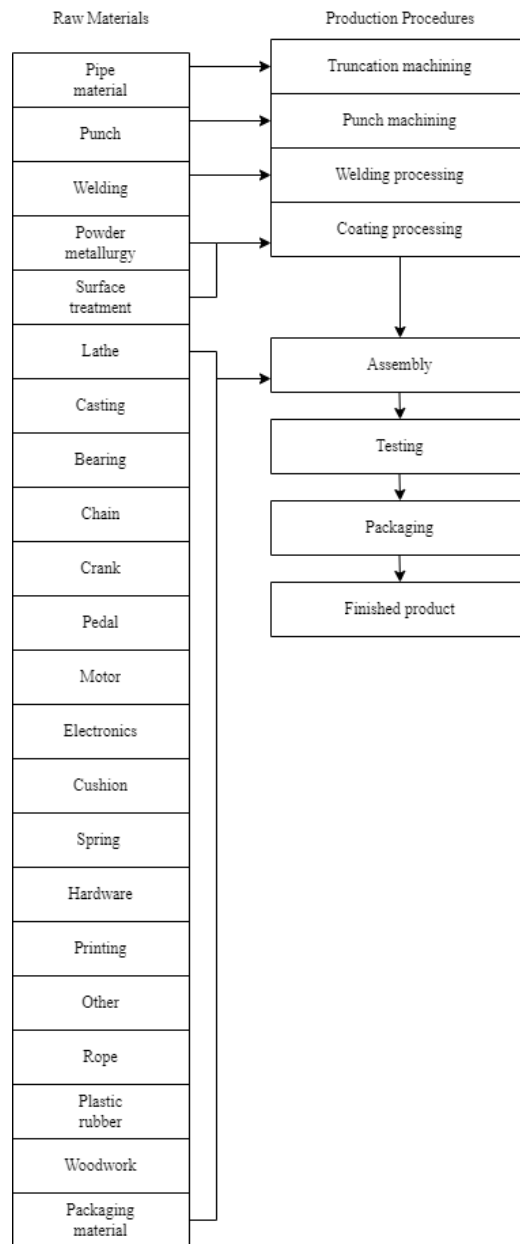 Raw Materials
Production Procedures
Pipe
material
Punch
Welding
Powder
metallurgy
Surface
treatment
Lathe
Casting
Bearing
Chain
Crank
Pedal
Motor
Electronics
Cushion
Spring
Hardware
Printing
Other
Rope
Plastic
rubber
Woodwork
Packaging
material
Truncation machining
Punch machining
Welding processing
Coating processing
Assembly
Testing
Packaging
Finished product